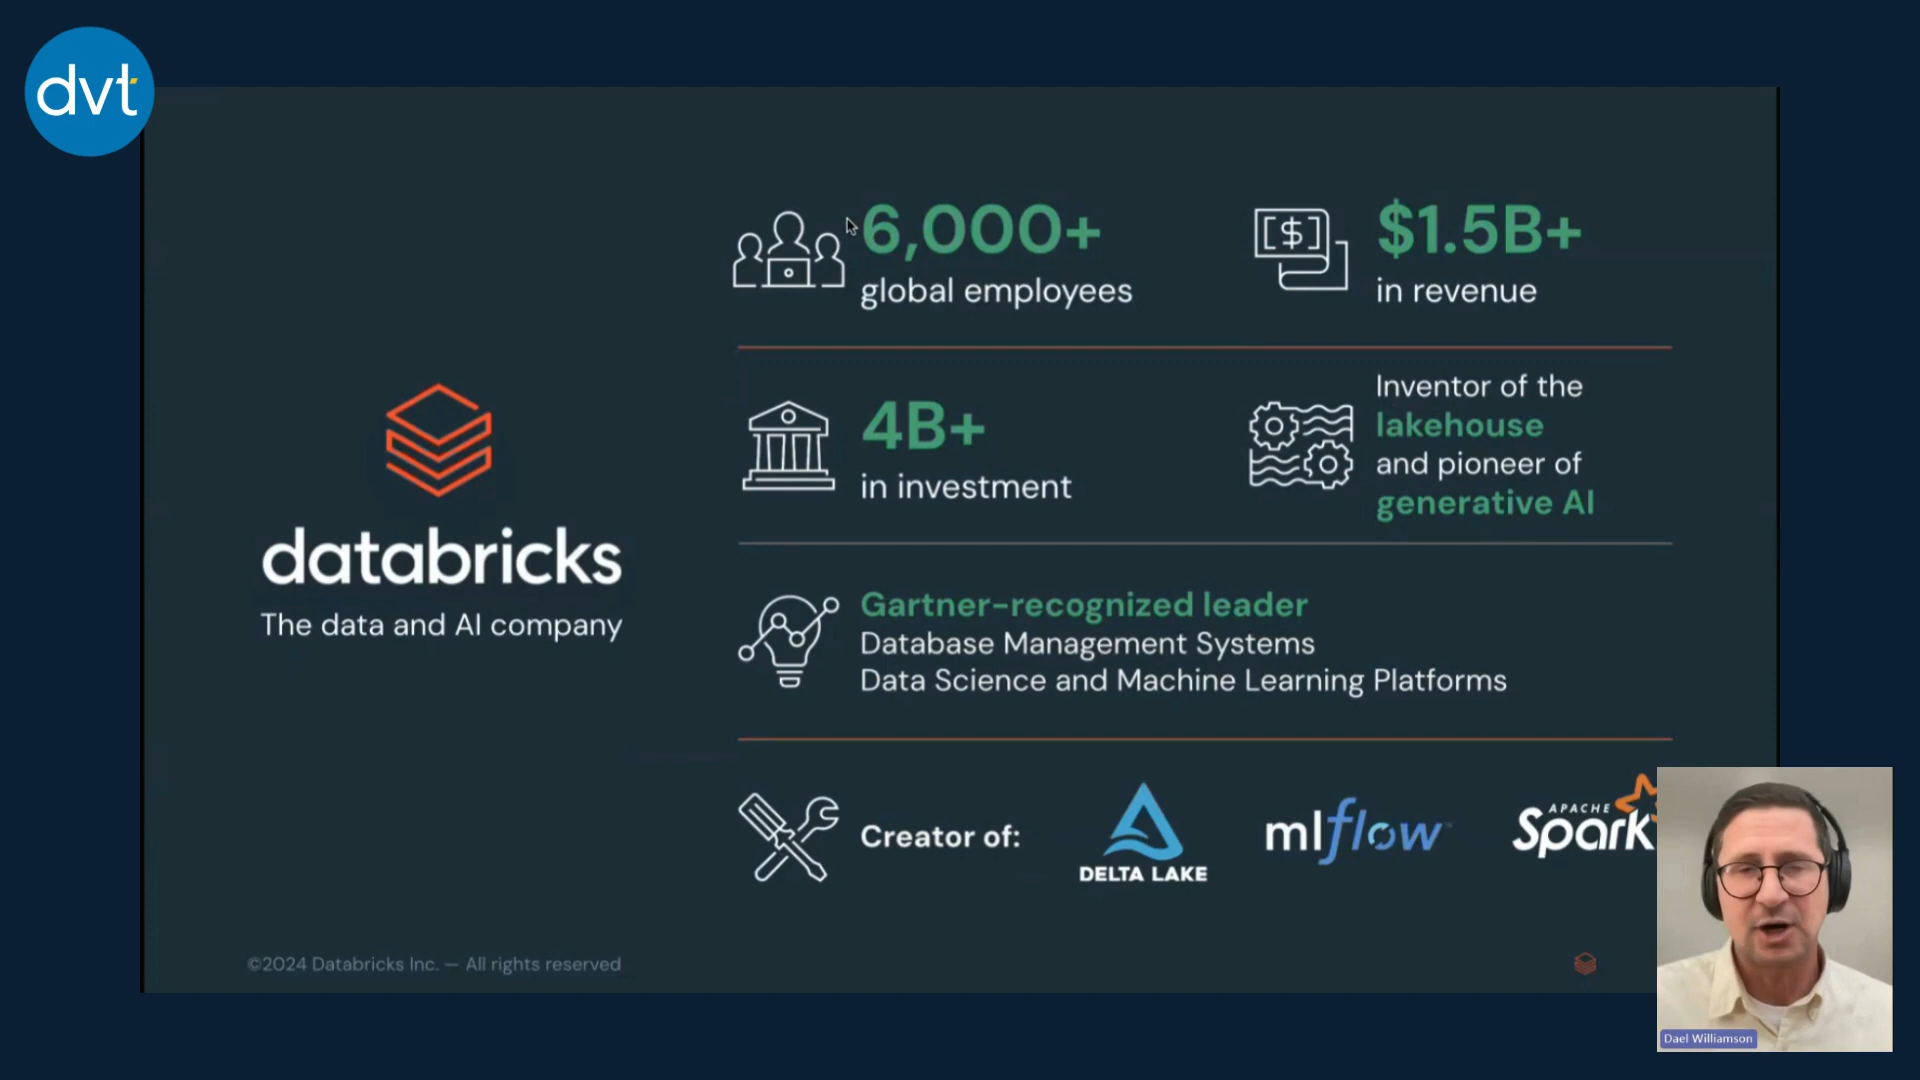 dvt
6,000+
global employees
$1.5B+
in revenue
[$]
4B+
in investment
Inventor of the
lakehouse
and pioneer of
generative AI
databricks
The data and AI company
Gartner-recognized leader
Database Management Systems
Data Science and Machine Learning Platforms
Creator of:
DELTA LAKE
mlflow
APACHE
Spark
©2024 Databricks Inc. — All rights reserved
Dael Williamson